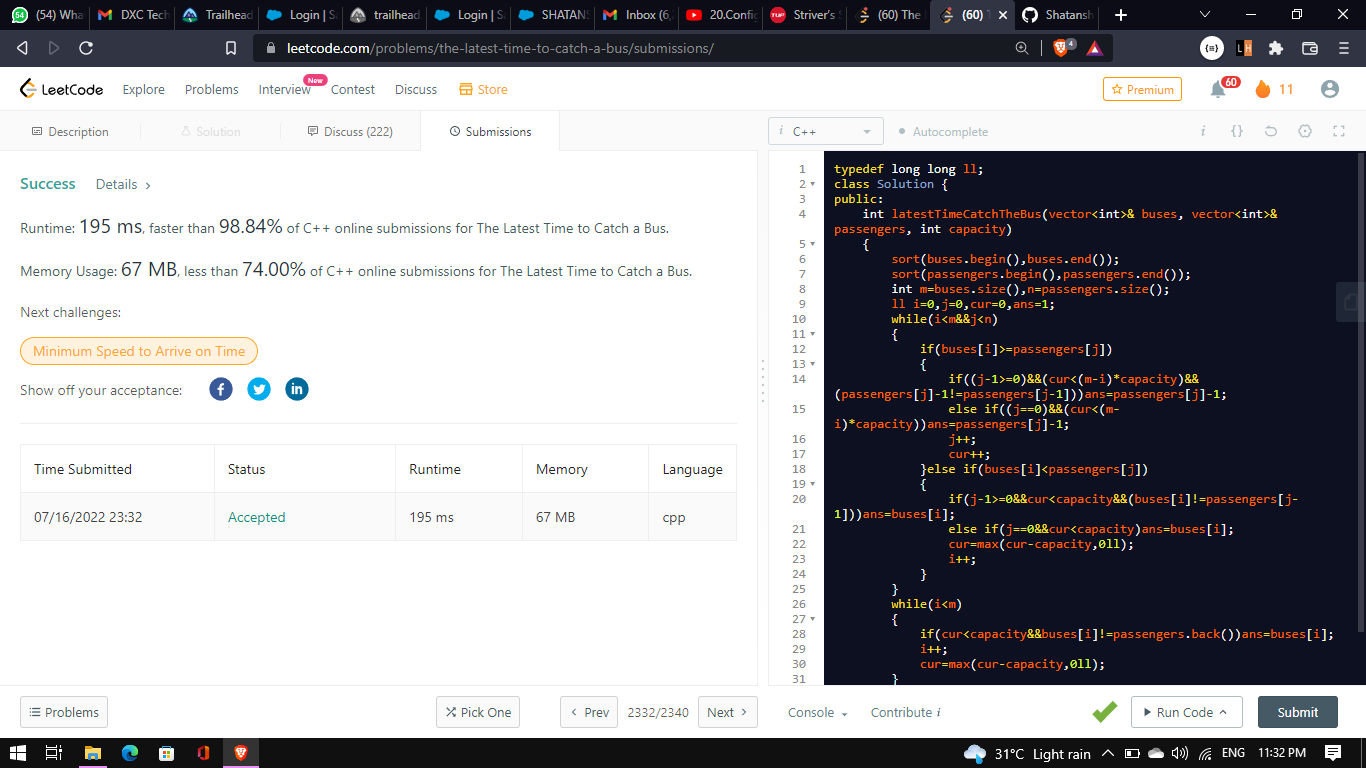 (54) Wha
DXC Tech
Trailhead
Login | S
trailhead
Login | S
SHATANS
Inbox (6,
20.Config
Striver's S
(60) The
(60) T
Shatansh
leetcode.com/problems/the-latest-time-to-catch-a-bus/submissions/
4
LeetCode
Explore
Problems
Interview
New
Contest
Discuss
Store
Premium
60
11
Description
Solution
Discuss (222)
Submissions
i C++
Autocomplete
Success
Details
Runtime: 195 ms, faster than 98.84% of C++ online submissions for The Latest Time to Catch a Bus.
Memory Usage: 67 MB, less than 74.00% of C++ online submissions for The Latest Time to Catch a Bus.
Next challenges:
Minimum Speed to Arrive on Time
Show off your acceptance:
Time Submitted Status Runtime Memory Language
07/16/2022 23:32 Accepted 195 ms 67 MB cpp
1 typedef long long ll;
2 class Solution {
3 public:
4 int latestTimeCatchTheBus(vector<int>& buses, vector<int>&
passengers, int capacity)
5 {
6 sort(buses.begin(),buses.end());
7 sort(passengers.begin(),passengers.end());
8 int m=buses.size(),n=passengers.size();
9 ll i=0,j=0,cur=0,ans=1;
10 while(i<m&&j<n)
11 {
12 if(buses[i]>=passengers[j])
13 {
14 if((j-1>=0)&&(cur<(m-i)*capacity)&&
(passengers[j]-1!=passengers[j-1]))ans=passengers[j]-1;
15 else if((j==0)&&(cur<(m-
i)*capacity))ans=passengers[j]-1;
16 j++;
17 cur++;
18 }else if(buses[i]<passengers[j])
19 {
20 if(j-1>=0&&cur<capacity&&(buses[i]!=passengers[j-
1]))ans=buses[i];
21 else if(j==0&&cur<capacity)ans=buses[i];
22 cur=max(cur-capacity,0ll);
23 i++;
24 }
25 }
26 while(i<m)
27 {
28 if(cur<capacity&&buses[i]!=passengers.back())ans=buses[i];
29 i++;
30 cur=max(cur-capacity,0ll);
31 }
Problems
Pick One
Prev
2332/2340
Next
Console
Contribute i
Run Code
Submit
31°C Light rain
ENG
11:32 PM